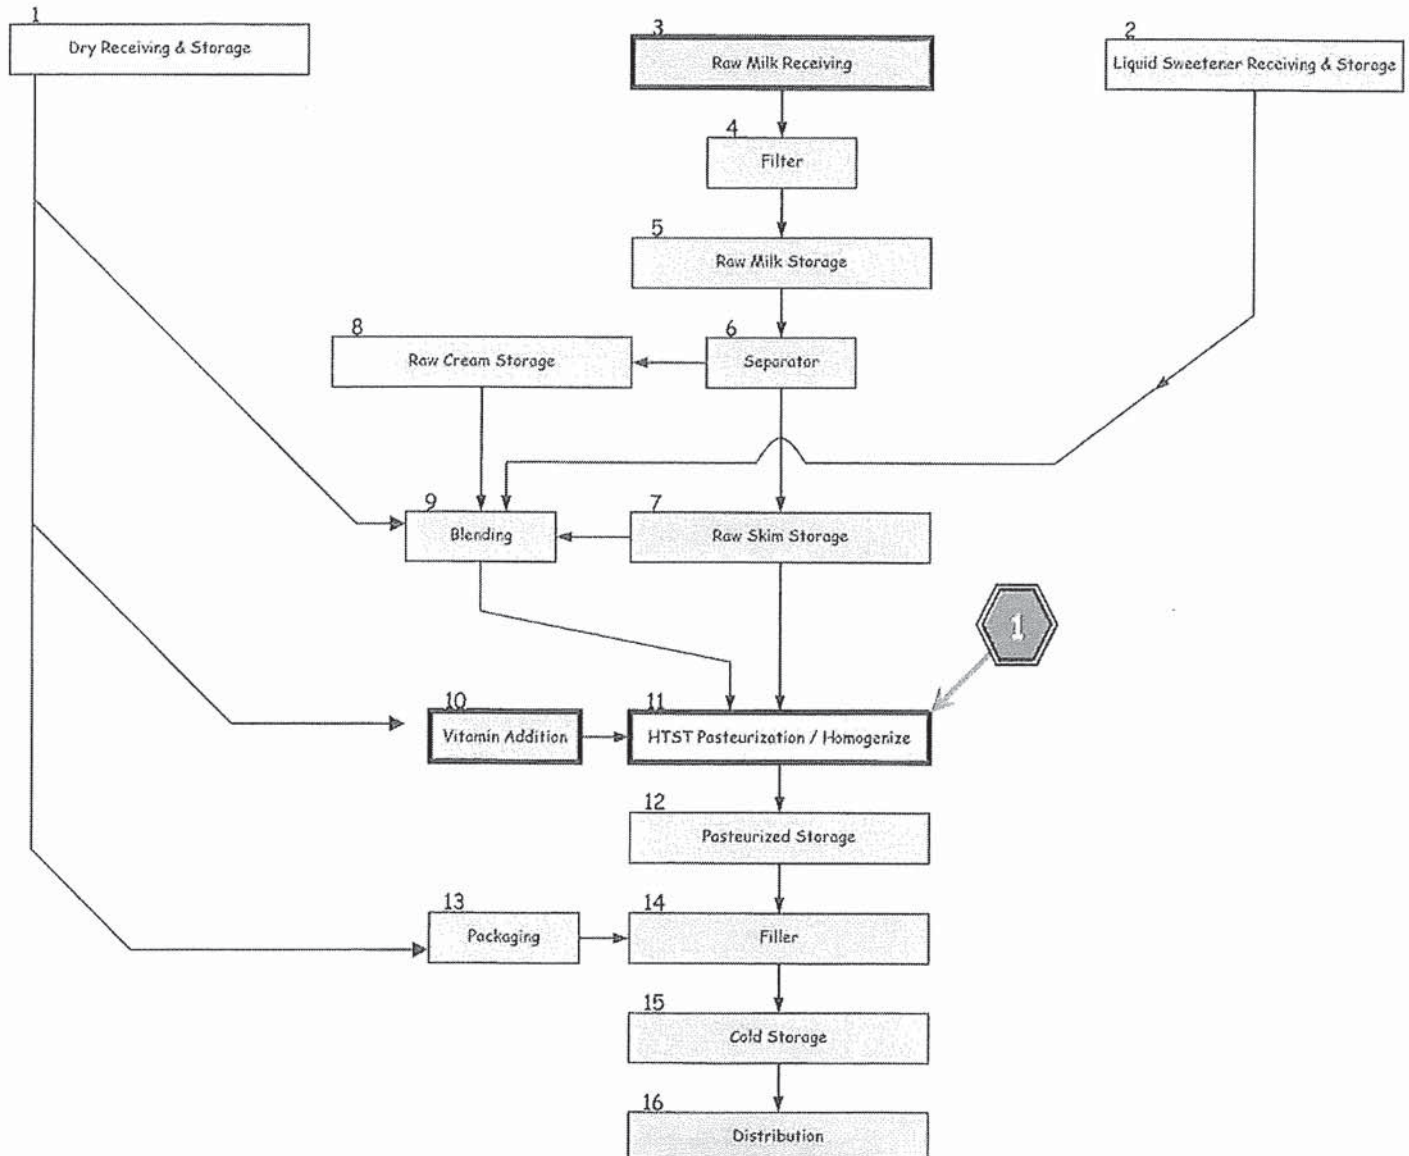 1
Dry Receiving & Storage
3
Raw Milk Receiving
2
Liquid Sweetener Receiving & Storage
4
Filter
5
Raw Milk Storage
8
Raw Cream Storage
6
Separator
9
Blending
7
Raw Skim Storage
1
10
Vitamin Addition
11
HTST Pasteurization / Homogenize
12
Pasteurized Storage
13
Packaging
14
Filler
15
Cold Storage
16
Distribution